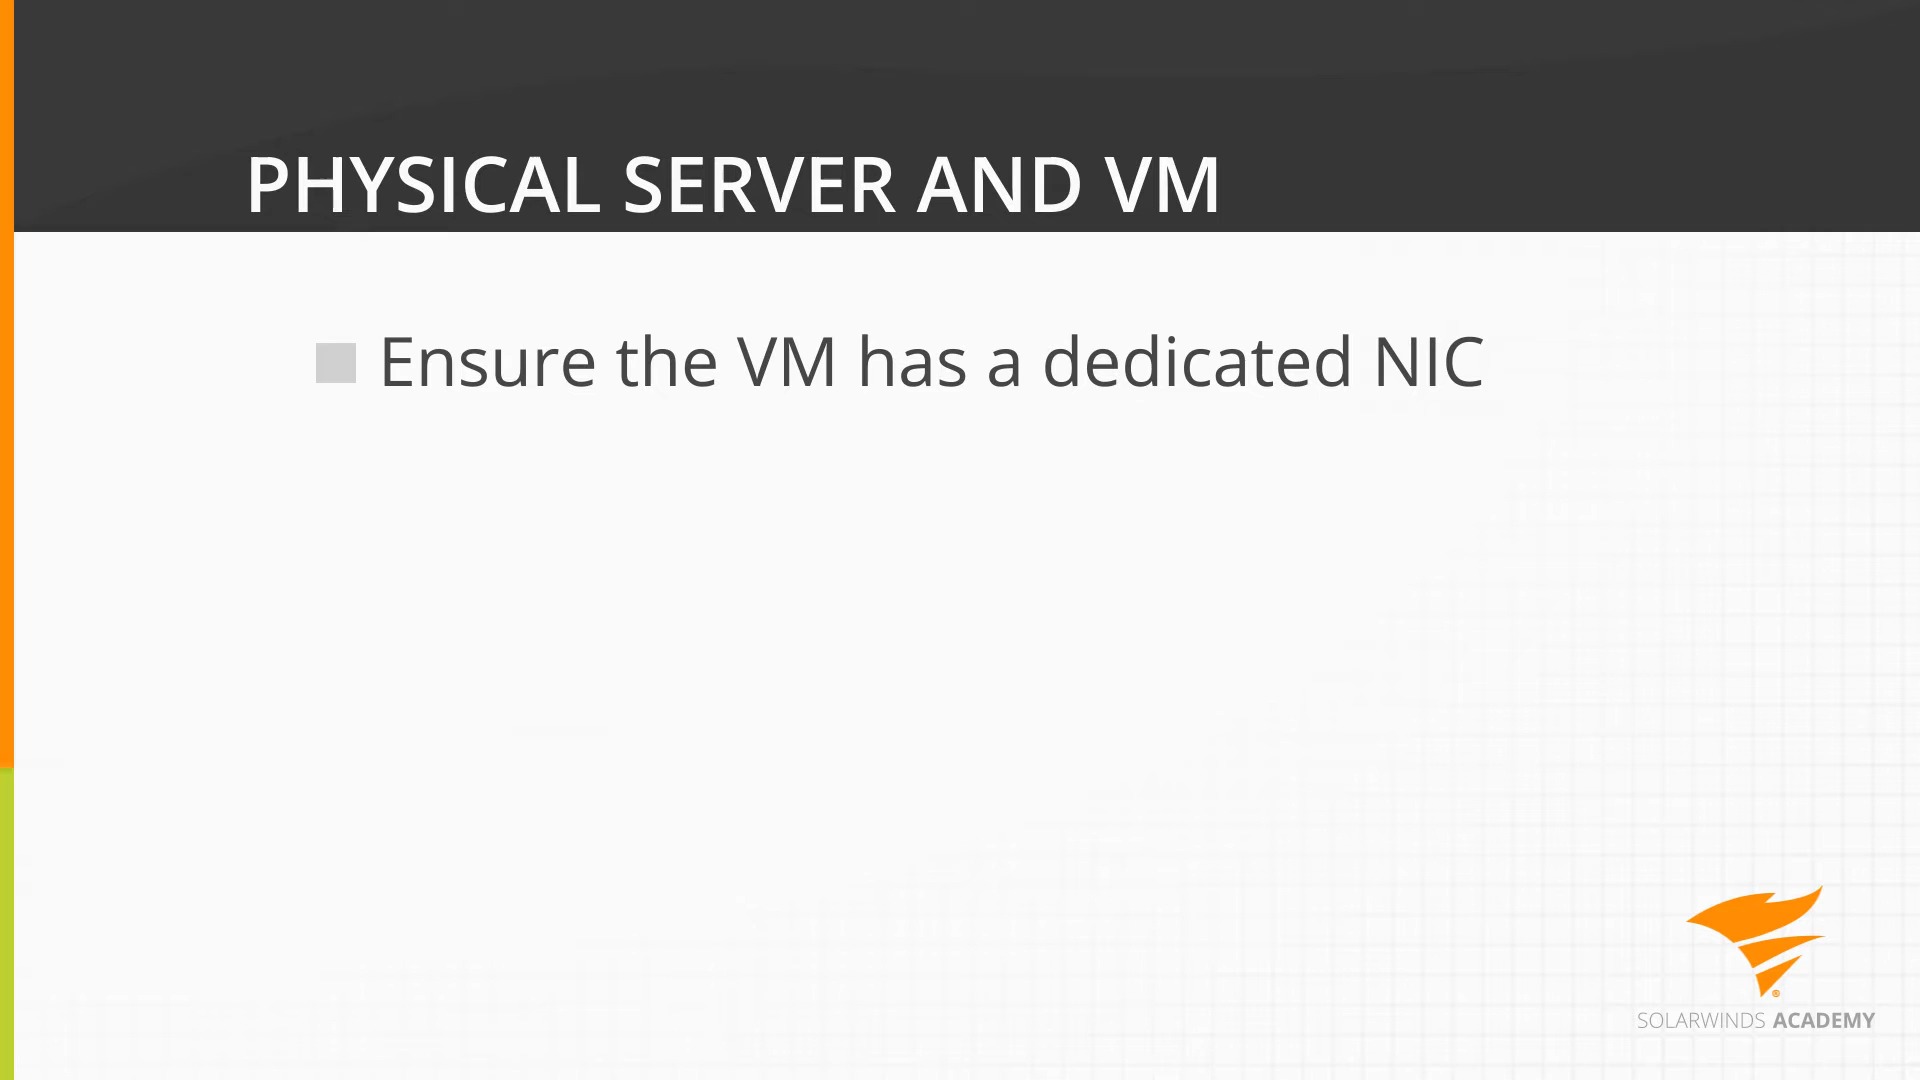 PHYSICAL SERVER AND VM
Ensure the VM has a dedicated NIC
SOLARWINDS ACADEMY